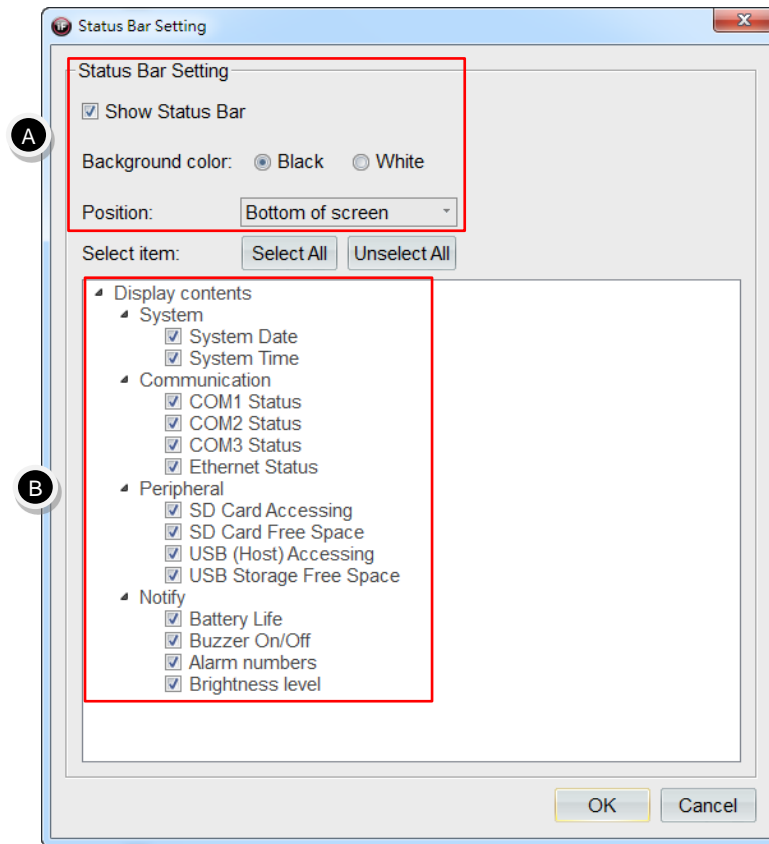 iF Status Bar Setting x
Status Bar Setting
Show Status Bar
A
Background color: Black White
Position: Bottom of screen
Select item: Select All Unselect All
Display contents
System
System Date
System Time
Communication
COM1 Status
COM2 Status
COM3 Status
Ethernet Status
B
Peripheral
SD Card Accessing
SD Card Free Space
USB (Host) Accessing
USB Storage Free Space
Notify
Battery Life
Buzzer On/Off
Alarm numbers
Brightness level
OK Cancel